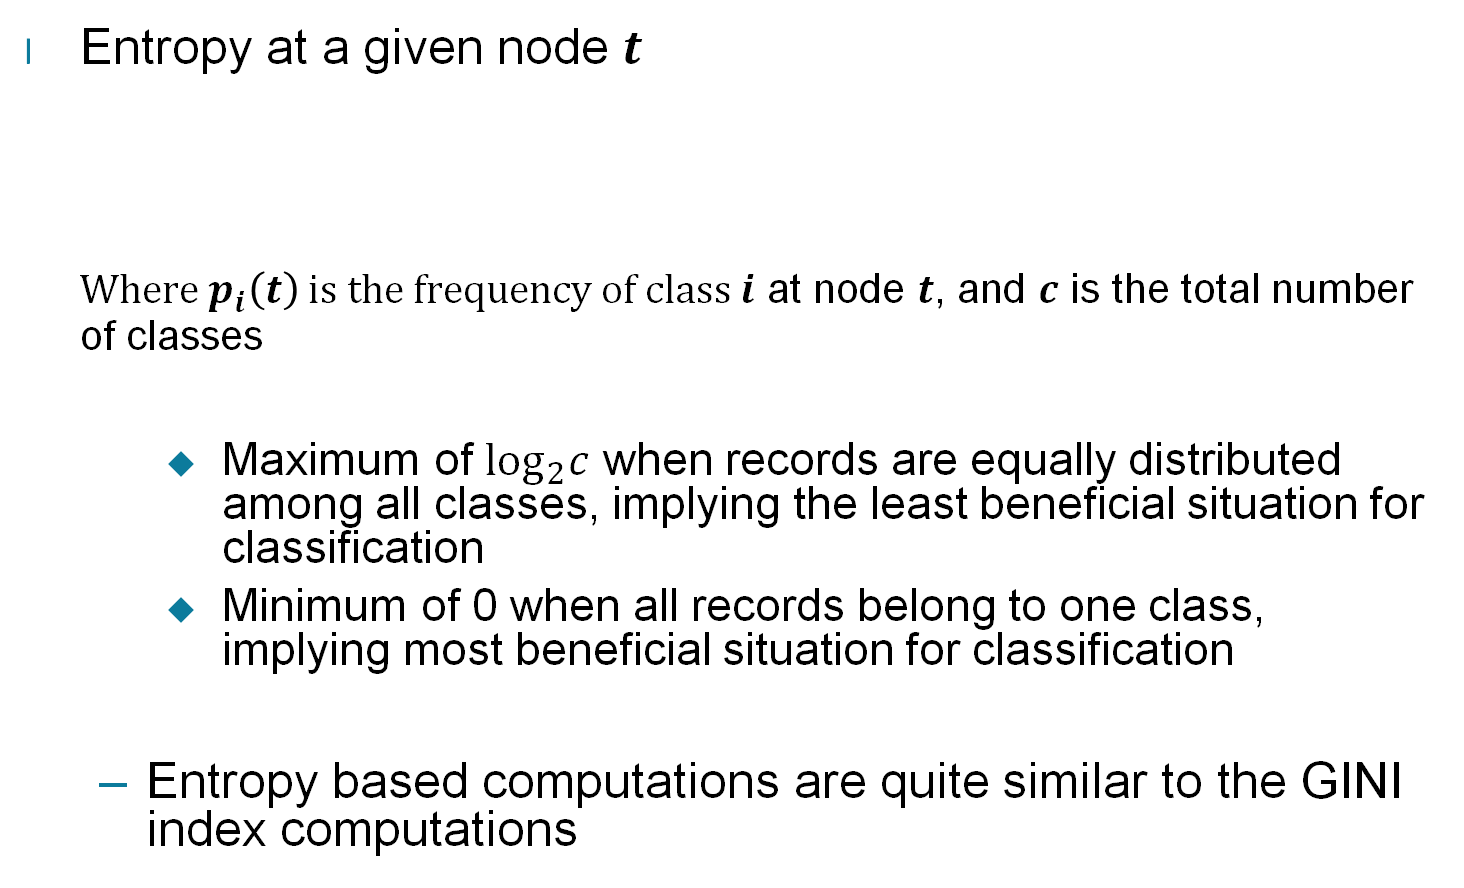 Entropy at a given node t
Where pᵢ(t) is the frequency of class i at node t, and c is the total number
of classes
◆ Maximum of log₂c when records are equally distributed
among all classes, implying the least beneficial situation for
classification
◆ Minimum of 0 when all records belong to one class,
implying most beneficial situation for classification
– Entropy based computations are quite similar to the GINI
index computations